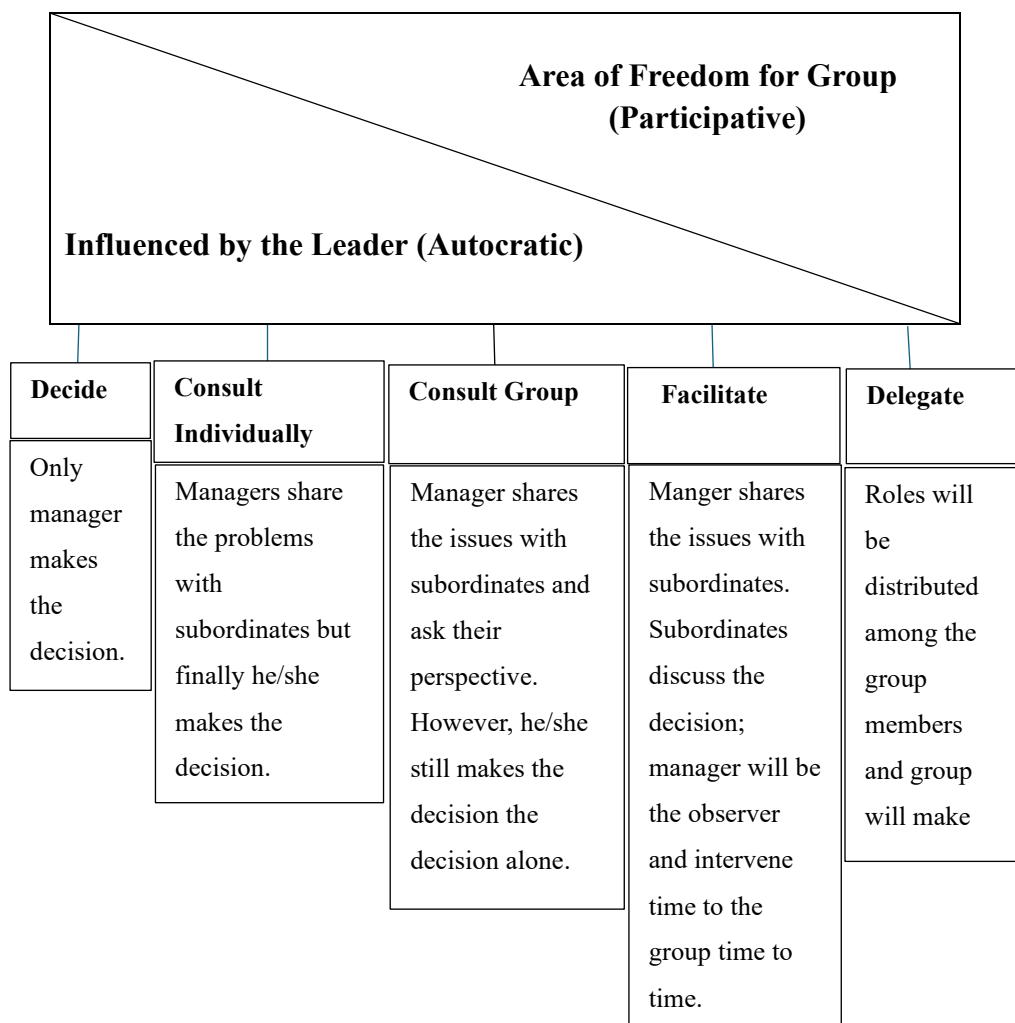 Area of Freedom for Group
(Participative)
Influenced by the Leader (Autocratic)
Decide
Only
manager
makes
the
decision.
Consult
Individually
Managers share
the problems
with
subordinates but
finally he/she
makes the
decision.
Consult Group
Manager shares
the issues with
subordinates and
ask their
perspective.
However, he/she
still makes the
decision the
decision alone.
Facilitate
Manger shares
the issues with
subordinates.
Subordinates
discuss the
decision;
manager will be
the observer
and intervene
time to the
group time to
time.
Delegate
Roles will
be
distributed
among the
group
members
and group
will make